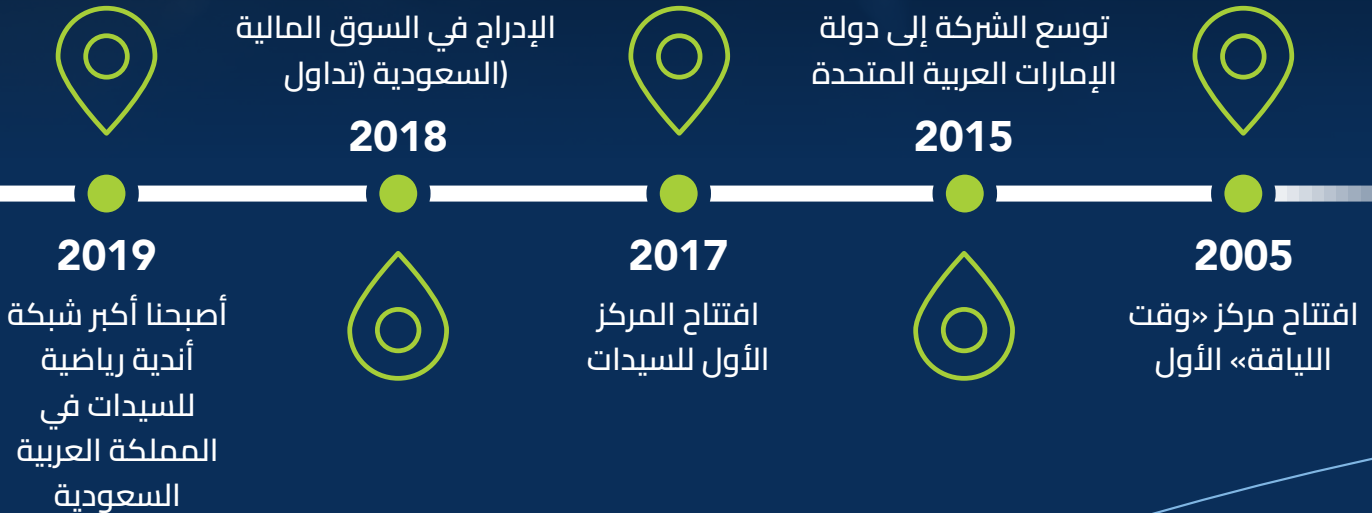 2005
افتتاح مركز «وقت
اللياقة» الأول
توسع الشركة إلى دولة
الإمارات العربية المتحدة
2015
2017
افتتاح المركز
الأول للسيدات
الإدراج في السوق المالية
(السعودية (تداول
2018
2019
أصبحنا أكبر شبكة
أندية رياضية
للسيدات في
المملكة العربية
السعودية